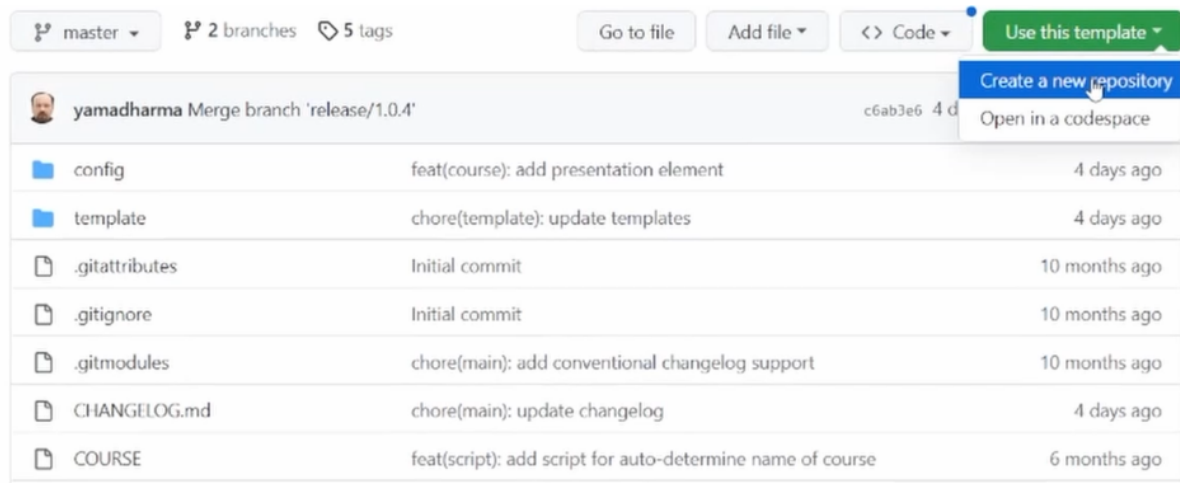 master 2 branches 5 tags Go to file Add file <> Code Use this template
Create a new repository
Open in a codespace
yamadharma Merge branch 'release/1.0.4' c6ab3e6 4 d
config feat(course): add presentation element 4 days ago
template chore(template): update templates 4 days ago
.gitattributes Initial commit 10 months ago
.gitignore Initial commit 10 months ago
.gitmodules chore(main): add conventional changelog support 10 months ago
CHANGELOG.md chore(main): update changelog 4 days ago
COURSE feat(script): add script for auto-determine name of course 6 months ago